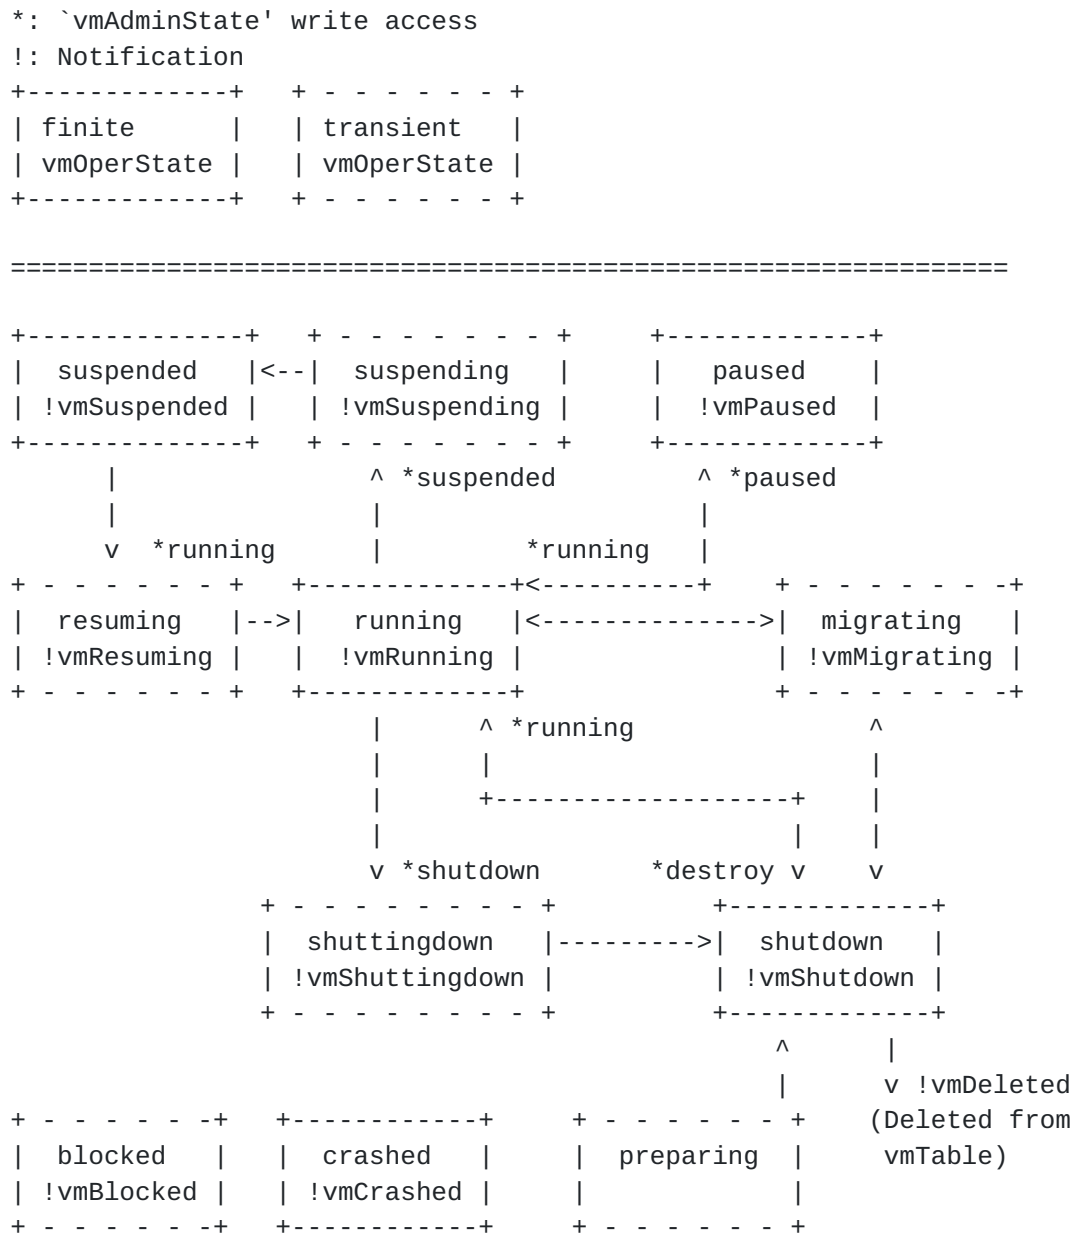 *: `vmAdminState' write access
!: Notification
+-------------+   + - - - - - - +
| finite      |   | transient   |
| vmOperState |   | vmOperState |
+-------------+   + - - - - - - +

================================================================

+--------------+   + - - - - - - - +     +-------------+
|  suspended   |<--|  suspending   |     |   paused    |
| !vmSuspended |   | !vmSuspending |     |  !vmPaused  |
+--------------+   + - - - - - - - +     +-------------+
      |                ^ *suspended         ^ *paused
      |                |                    |
      v  *running      |         *running   |
+ - - - - - - +   +-------------+<----------+    + - - - - - - -+
|  resuming   |-->|   running   |<-------------->|  migrating   |
| !vmResuming |   |  !vmRunning |                | !vmMigrating |
+ - - - - - - +   +-------------+                + - - - - - - -+
                       |      ^ *running               ^
                       |      |                        |
                       |      +-------------------+    |
                       |                          |    |
                       v *shutdown       *destroy v    v
                + - - - - - - - - +          +-------------+
                |  shuttingdown   |--------->|  shutdown   |
                | !vmShuttingdown |          | !vmShutdown |
                + - - - - - - - - +          +-------------+
                                                 ^      |
                                                 |      v !vmDeleted
+ - - - - - -+   +------------+     + - - - - - - +    (Deleted from
|  blocked   |   |  crashed   |     |  preparing  |     vmTable)
| !vmBlocked |   | !vmCrashed |     |             |
+ - - - - - -+   +------------+     + - - - - - - +